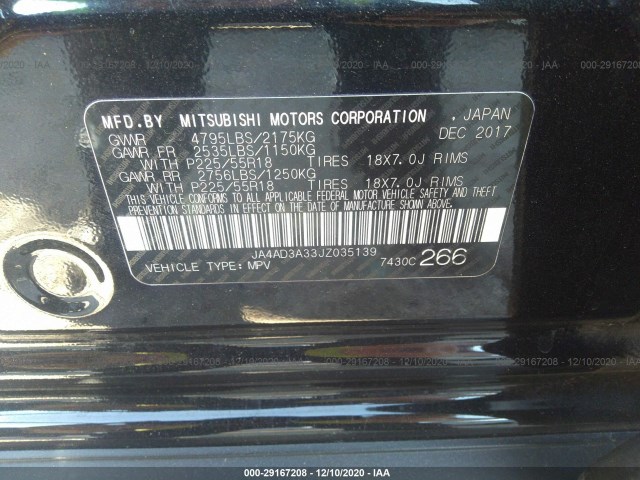 MFD.BY MITSUBISHI MOTORS CORPORATION . JAPAN
GVWR 4795LBS/2175KG DEC 2017
GAWR FR 2535LBS/1150KG
WITH P225/55R18 TIRES 18X7.0J RIMS
GAWR RR 2756LBS/1250KG
WITH P225/55R18 TIRES 18X7.0J RIMS
THIS VEHICLE CONFORMS TO ALL APPLICABLE FEDERAL MOTOR VEHICLE SAFETY AND THEFT
PREVENTION STANDARDS IN EFFECT ON THE DATE OF MANUFACTURE SHOWN ABOVE.
JA4AD3A33JZ035139
VEHICLE TYPE: MPV 7430C 266
000-29167208 - 12/10/2020 - IAA